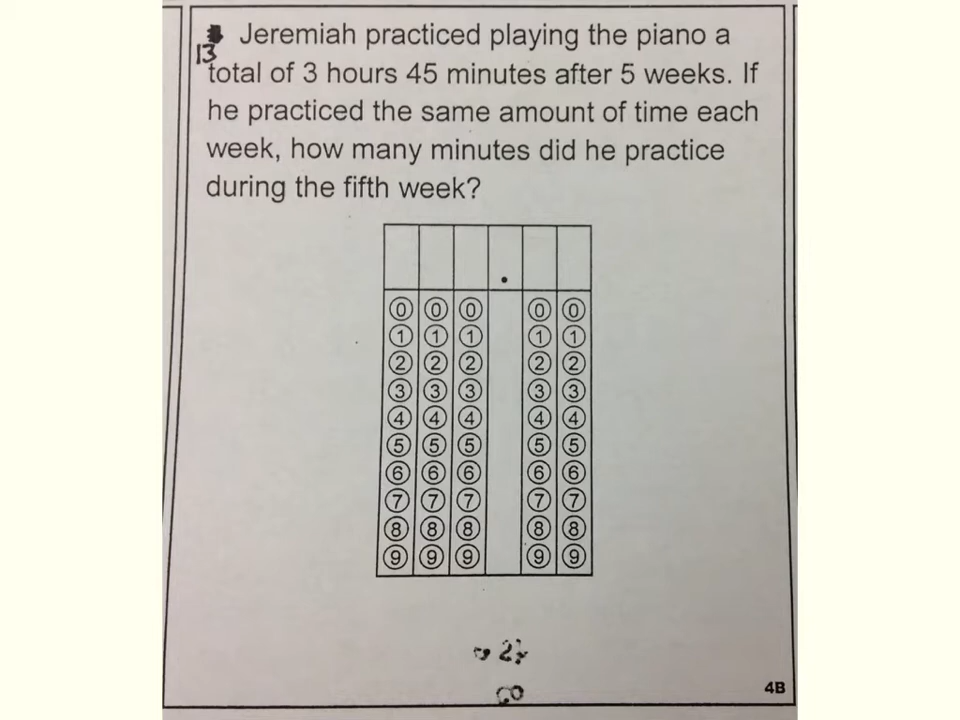 13 Jeremiah practiced playing the piano a
total of 3 hours 45 minutes after 5 weeks. If
he practiced the same amount of time each
week, how many minutes did he practice
during the fifth week?
.
0 0 0 0 0
1 1 1 1 1
2 2 2 2 2
3 3 3 3 3
4 4 4 4 4
5 5 5 5 5
6 6 6 6 6
7 7 7 7 7
8 8 8 8 8
9 9 9 9 9
4B